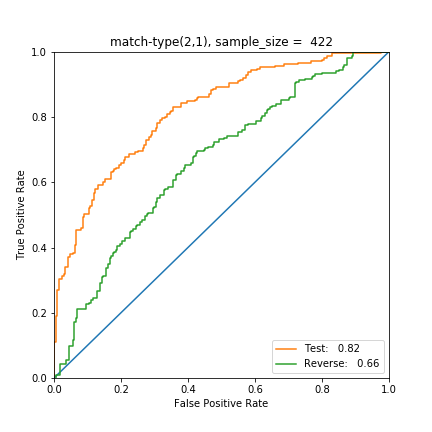 match-type(2,1), sample_size =  422
True Positive Rate
1.0
0.8
0.6
0.4
0.2
0.0
0.0 0.2 0.4 0.6 0.8 1.0
False Positive Rate
Test:   0.82
Reverse:   0.66